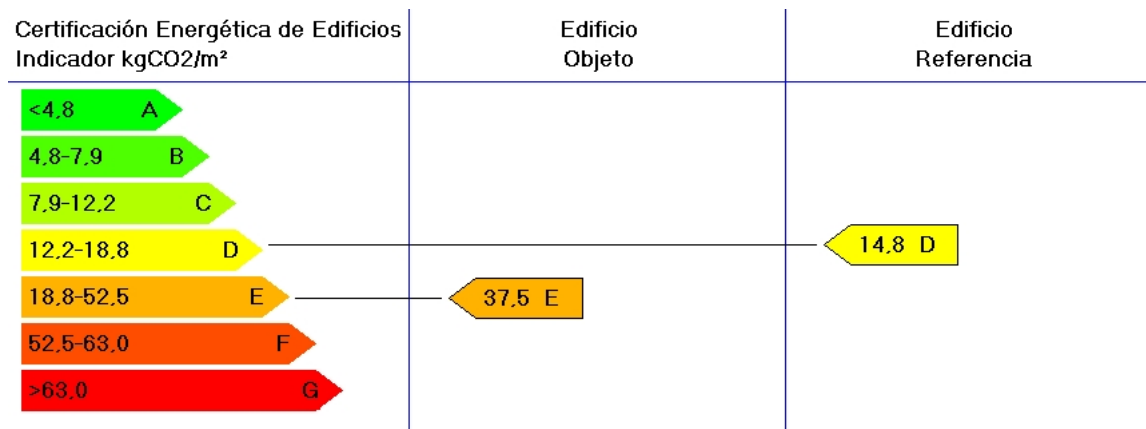 Certificación Energética de Edificios
Indicador kgCO2/m²
Edificio
Objeto
Edificio
Referencia
<4,8 A
4,8-7,9 B
7,9-12,2 C
12,2-18,8 D
14,8 D
18,8-52,5 E
37,5 E
52,5-63,0 F
>63,0 G